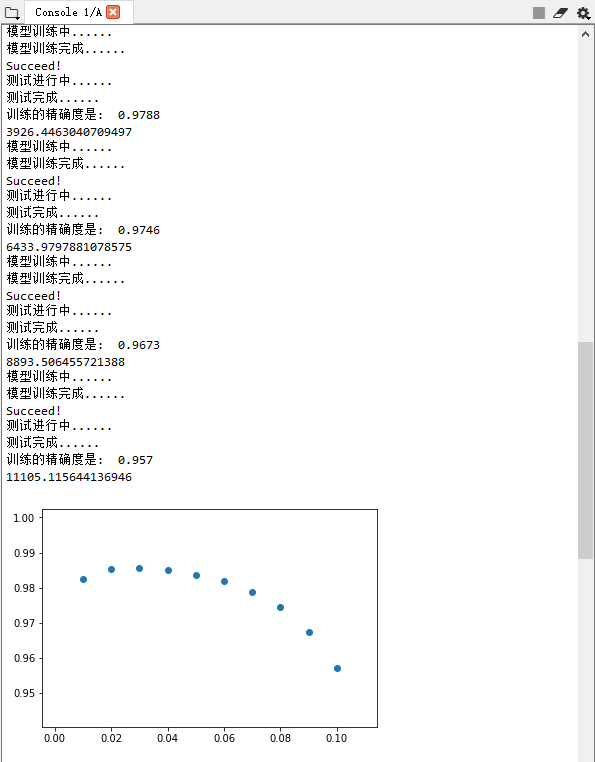 Console 1/A
模型训练中......
模型训练完成......
Succeed!
测试进行中......
测试完成......
训练的精确度是: 0.9788
3926.4463040709497
模型训练中......
模型训练完成......
Succeed!
测试进行中......
测试完成......
训练的精确度是: 0.9746
6433.9797881078575
模型训练中......
模型训练完成......
Succeed!
测试进行中......
测试完成......
训练的精确度是: 0.9673
8893.506455721388
模型训练中......
模型训练完成......
Succeed!
测试进行中......
测试完成......
训练的精确度是: 0.957
11105.115644136946
1.00
0.99
0.98
0.97
0.96
0.95
0.00 0.02 0.04 0.06 0.08 0.10